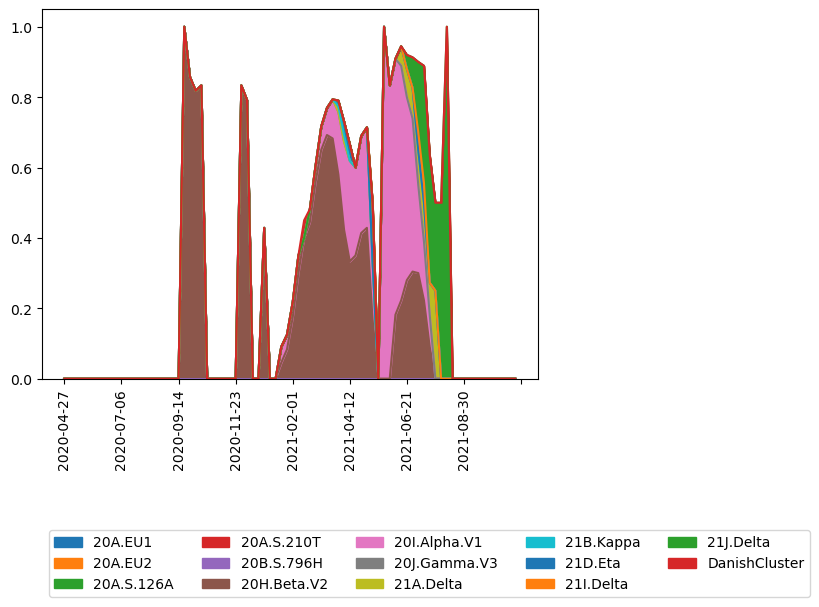 1.0
0.8
0.6
0.4
0.2
0.0
2020-04-27
2020-07-06
2020-09-14
2020-11-23
2021-02-01
2021-04-12
2021-06-21
2021-08-30
20A.EU1
20A.EU2
20A.S.126A
20A.S.210T
20B.S.796H
20H.Beta.V2
20I.Alpha.V1
20J.Gamma.V3
21A.Delta
21B.Kappa
21D.Eta
21I.Delta
21J.Delta
DanishCluster